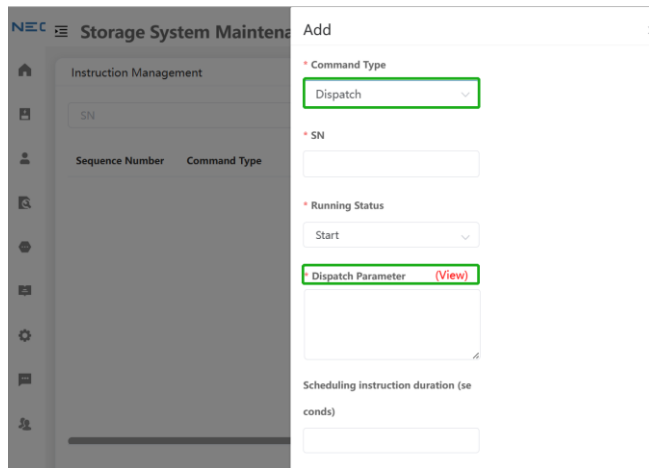 NEC
Storage System Maintena
Instruction Management
SN
Sequence Number Command Type
Add
* Command Type
Dispatch
* SN
* Running Status
Start
* Dispatch Parameter (View)
Scheduling instruction duration (se
conds)